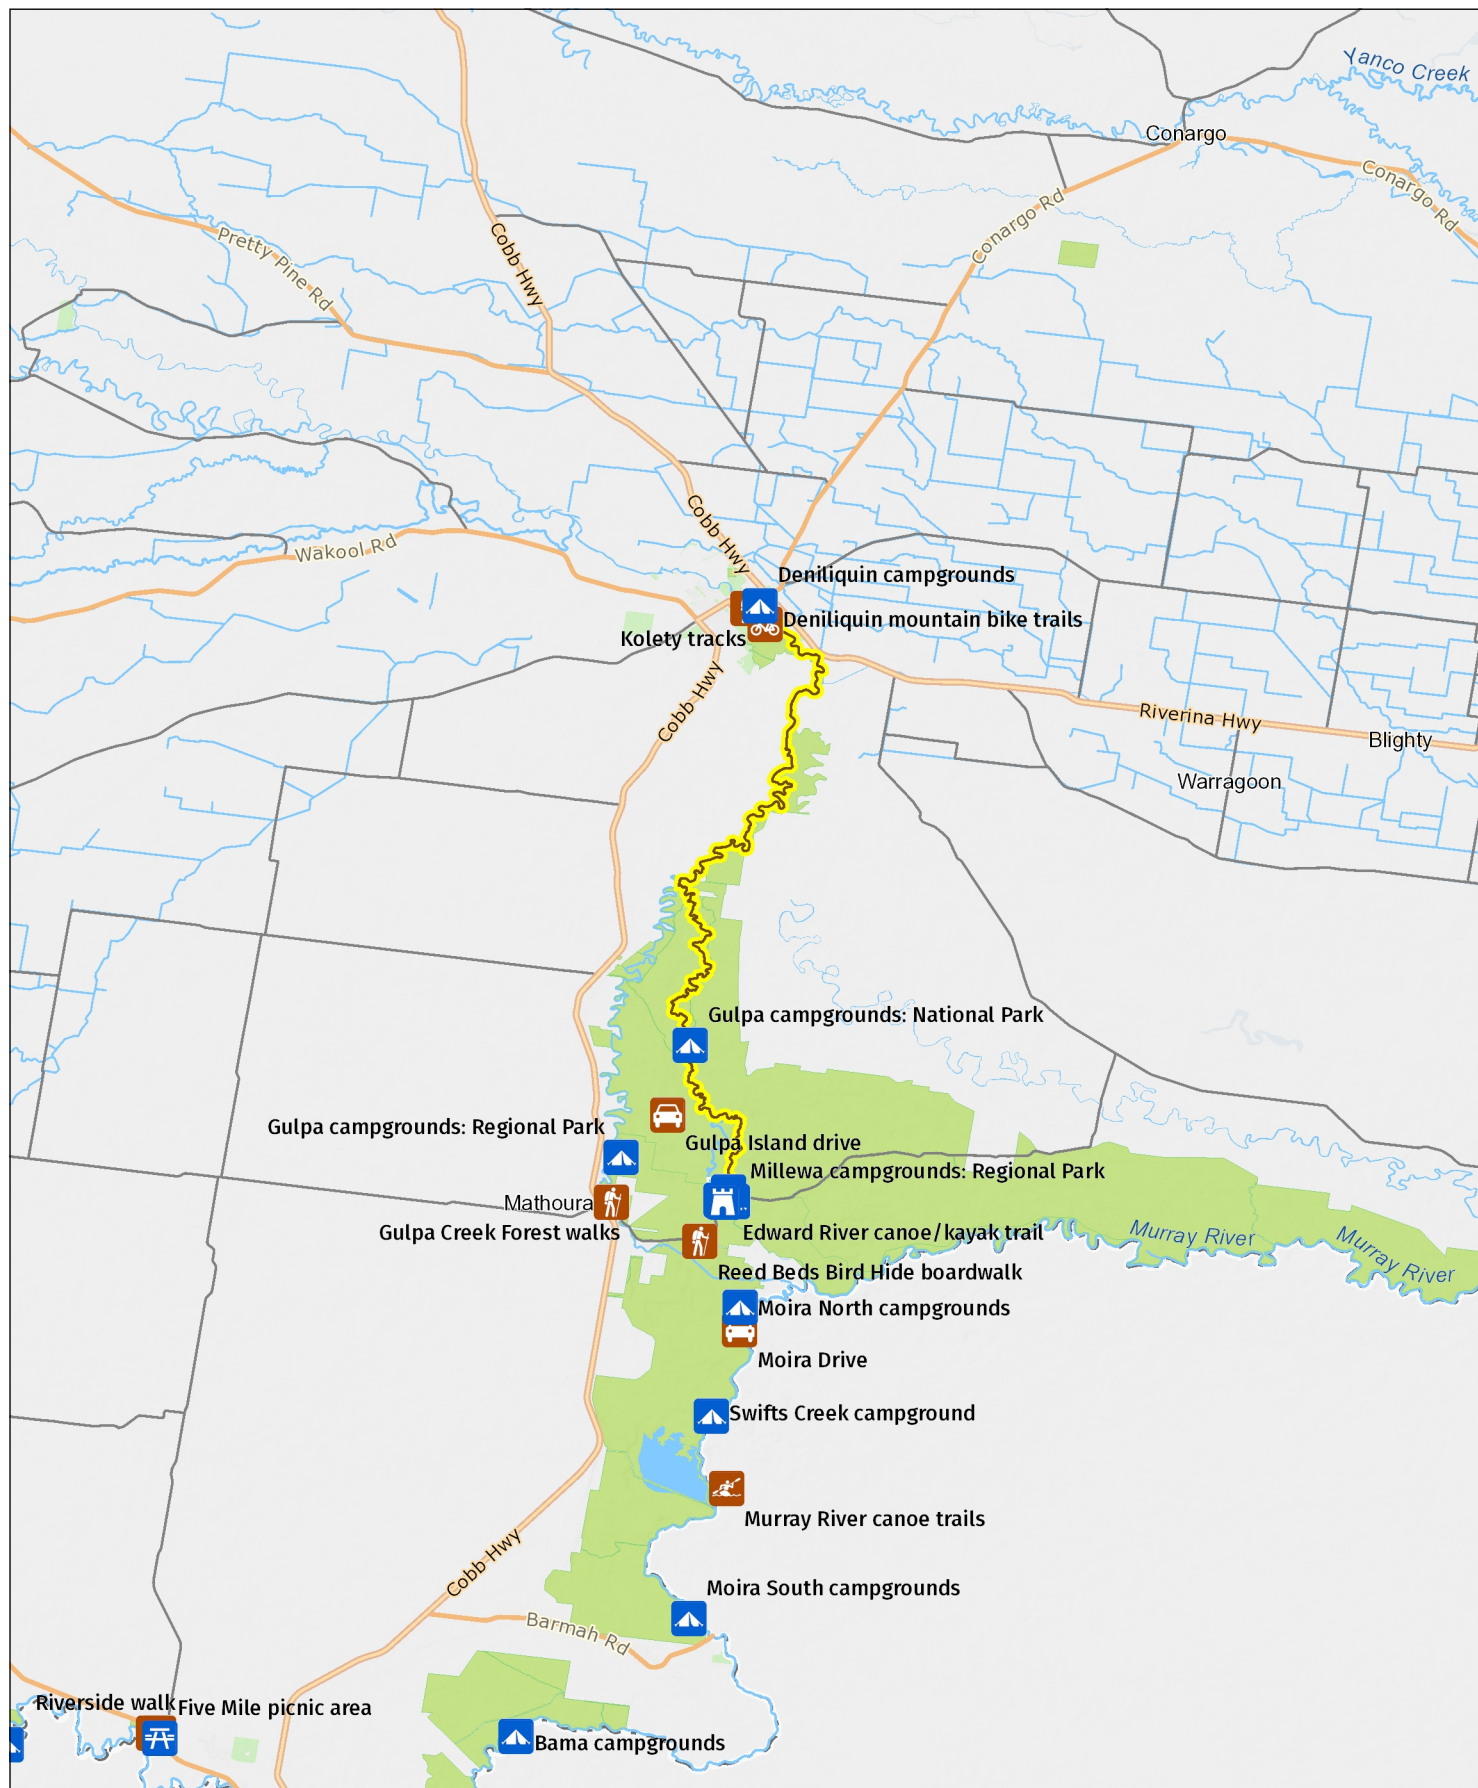 Yanco Creek
Conargo
Conargo Rd
Conargo Rd
Cobb Hwy
Pretty Pine Rd
Cobb Hwy
Wakool Rd
Deniliquin campgrounds
Deniliquin mountain bike trails
Kolety tracks
Cobb Hwy
Riverina Hwy
Blighty
Warragoon
Gulpa campgrounds: National Park
Gulpa campgrounds: Regional Park
Gulpa Island drive
Millewa campgrounds: Regional Park
Mathoura
Gulpa Creek Forest walks
Edward River canoe/kayak trail
Murray River
Murray River
Reed Beds Bird Hide boardwalk
Moira North campgrounds
Moira Drive
Swifts Creek campground
Murray River canoe trails
Cobb Hwy
Moira South campgrounds
Barmah Rd
Riverside walk
Five Mile picnic area
Bama campgrounds